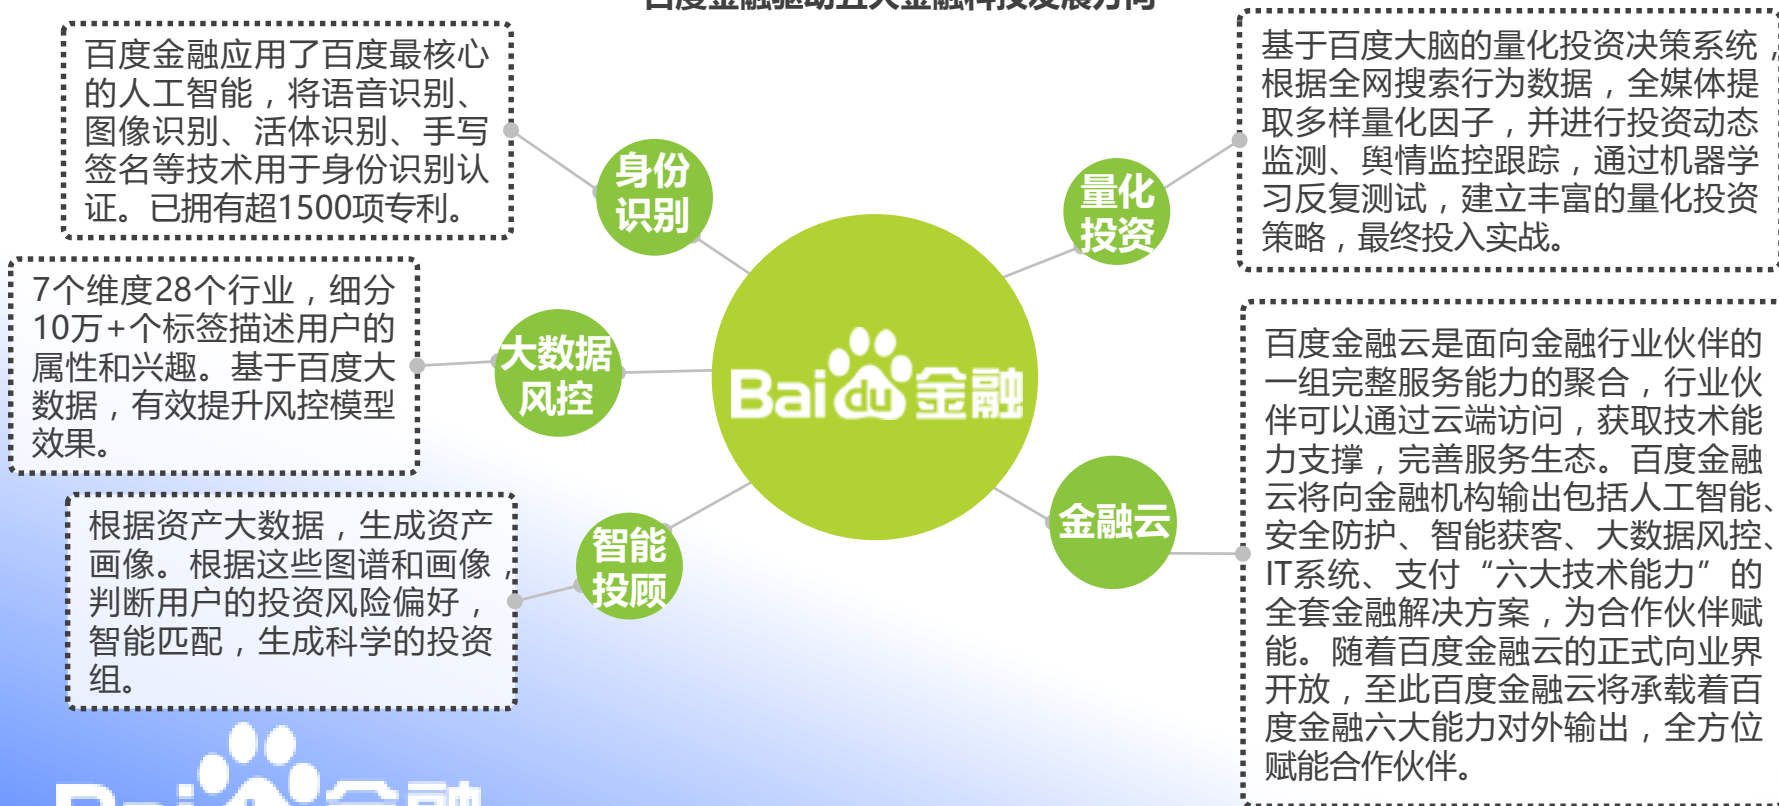 百度金融驱动五大金融科技发展方向
百度金融应用了百度最核心
的人工智能，将语音识别、
图像识别、活体识别、手写
签名等技术用于身份识别认
证。已拥有超1500项专利。
身份
识别
7个维度28个行业，细分
10万+个标签描述用户的
属性和兴趣。基于百度大
数据，有效提升风控模型
效果。
大数据
风控
根据资产大数据，生成资产
画像。根据这些图谱和画像，
判断用户的投资风险偏好，
智能匹配，生成科学的投资
组。
智能
投顾
Bai du 金融
量化
投资
基于百度大脑的量化投资决策系统，
根据全网搜索行为数据，全媒体提
取多样量化因子，并进行投资动态
监测、舆情监控跟踪，通过机器学
习反复测试，建立丰富的量化投资
策略，最终投入实战。
金融云
百度金融云是面向金融行业伙伴的
一组完整服务能力的聚合，行业伙
伴可以通过云端访问，获取技术能
力支撑，完善服务生态。百度金融
云将向金融机构输出包括人工智能、
安全防护、智能获客、大数据风控、
IT系统、支付“六大技术能力”的
全套金融解决方案，为合作伙伴赋
能。随着百度金融云的正式向业界
开放，至此百度金融云将承载着百
度金融六大能力对外输出，全方位
赋能合作伙伴。
Bai 金融